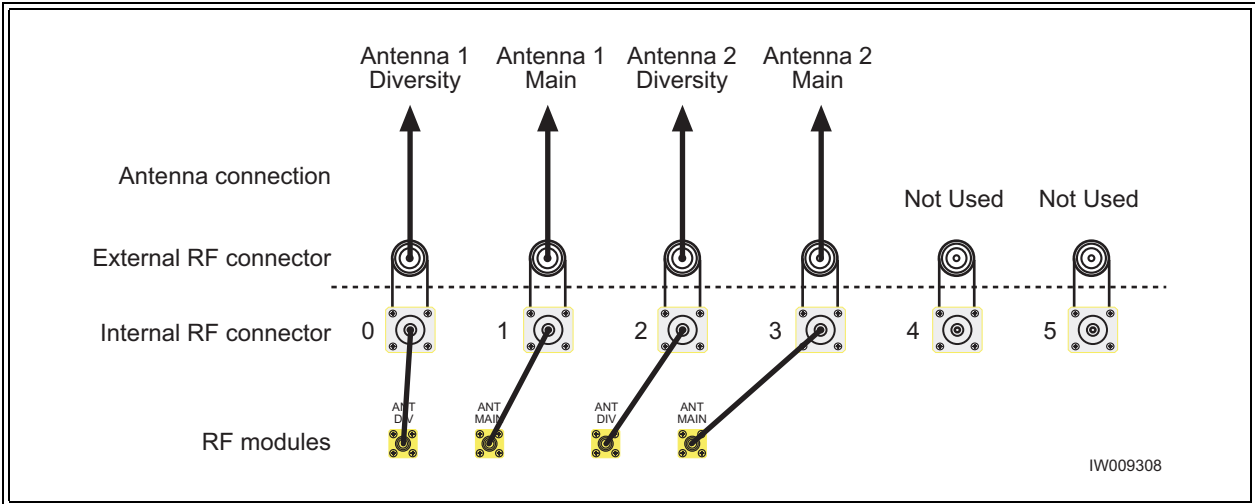 Antenna 1
Diversity
Antenna 1
Main
Antenna 2
Diversity
Antenna 2
Main
Antenna connection
Not Used
Not Used
External RF connector
Internal RF connector
0
1
2
3
4
5
ANT
DIV
ANT
MAIN
ANT
DIV
ANT
MAIN
RF modules
IW009308